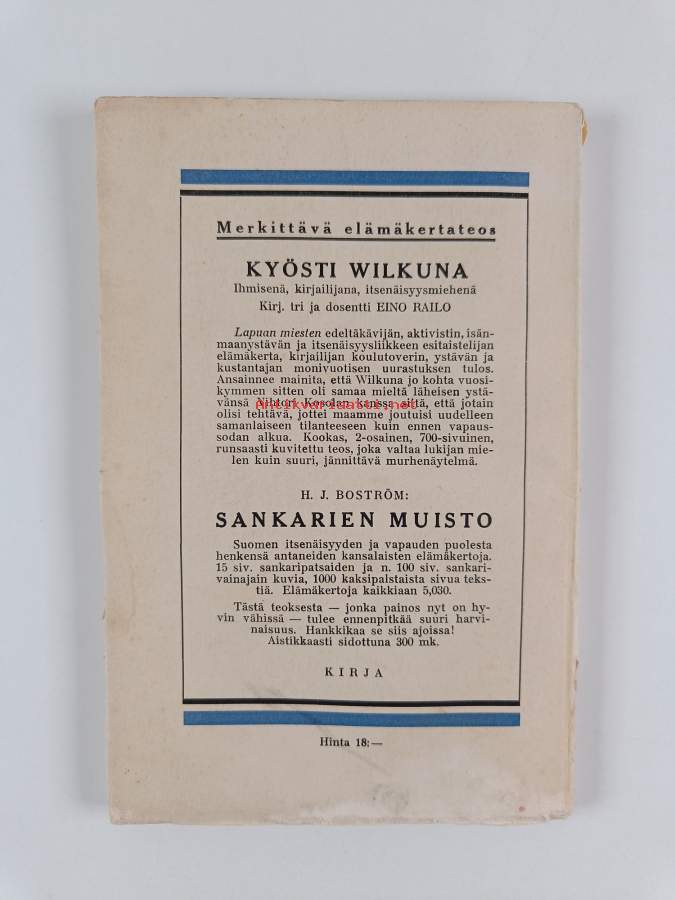 Merkittävä elämäkertateos
KYÖSTI WILKUNA
Ihmisenä, kirjailijana, itsenäisyysmiehenä
Kirj. tri ja dosentti EINO RAILO
Lapuan miesten edeltäkävijän, aktivistin, isän-
maanystävän ja itsenäisyysliikkeen esitaistelijan
elämäkerta, kirjailijan koulutoverin, ystävän ja
kustantajan monivuotisen uurastuksen tulos.
Ansainnee mainita, että Wilkuna jo kohta vuosi-
kymmen sitten oli samaa mieltä läheisen ystä-
vänsä Vihtori Kosolan kanssa siitä, että jotain
Antikvariaatti.net
olisi tehtävä, jottei maamme joutuisi uudelleen
samanlaiseen tilanteeseen kuin ennen vapaus-
sodan alkua. Kookas, 2-osainen, 700-sivuinen,
runsaasti kuvitettu teos, joka valtaa lukijan mie-
len kuin suuri, jännittävä murhenäytelmä.
H. J. BOSTRÖM:
SANKARIEN MUISTO
Suomen itsenäisyyden ja vapauden puolesta
henkensä antaneiden kansalaisten elämäkertoja.
15 siv. sankaripatsaiden ja n. 100 siv. sankari-
vainajain kuvia, 1000 kaksipalstaista sivua teks-
tiä. Elämäkertoja kaikkiaan 5,030.
Tästä teoksesta — jonka painos nyt on hy-
vin vähissä — tulee ennenpitkää suuri harvi-
naisuus. Hankkikaa se siis ajoissa!
Aistikkaasti sidottuna 300 mk.
KIRJA
Hinta 18:—